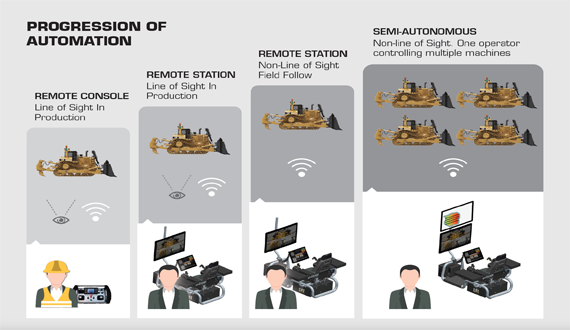 PROGRESSION OF
AUTOMATION
REMOTE CONSOLE
Line of Sight In
Production
REMOTE STATION
Line of Sight In
Production
REMOTE STATION
Non-Line of Sight
Field Follow
SEMI-AUTONOMOUS
Non-line of Sight. One operator
controlling multiple machines